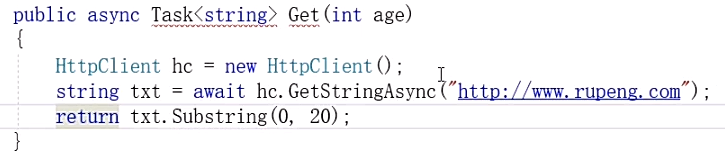 public async Task<string> Get(int age)
{
    HttpClient hc = new HttpClient();
    string txt = await hc.GetStringAsync("http://www.rupeng.com");
    return txt.Substring(0, 20);
}